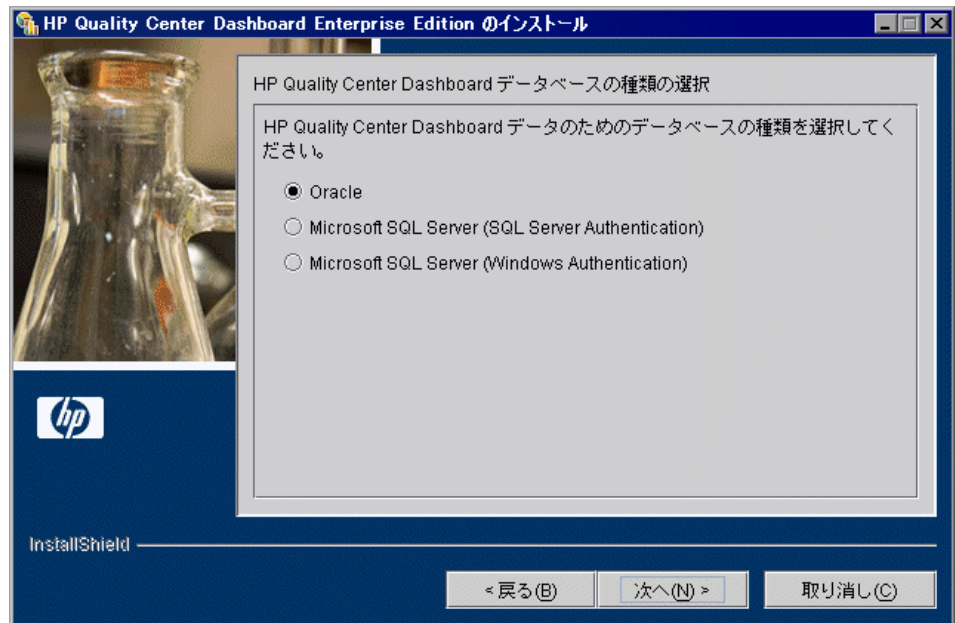 HP Quality Center Dashboard Enterprise Edition のインストール
HP Quality Center Dashboard データベースの種類の選択
HP Quality Center Dashboard データのためのデータベースの種類を選択してく
ださい。
Oracle
Microsoft SQL Server (SQL Server Authentication)
Microsoft SQL Server (Windows Authentication)
hp
InstallShield
< 戻る(B)
次へ(N) >
取り消し(C)